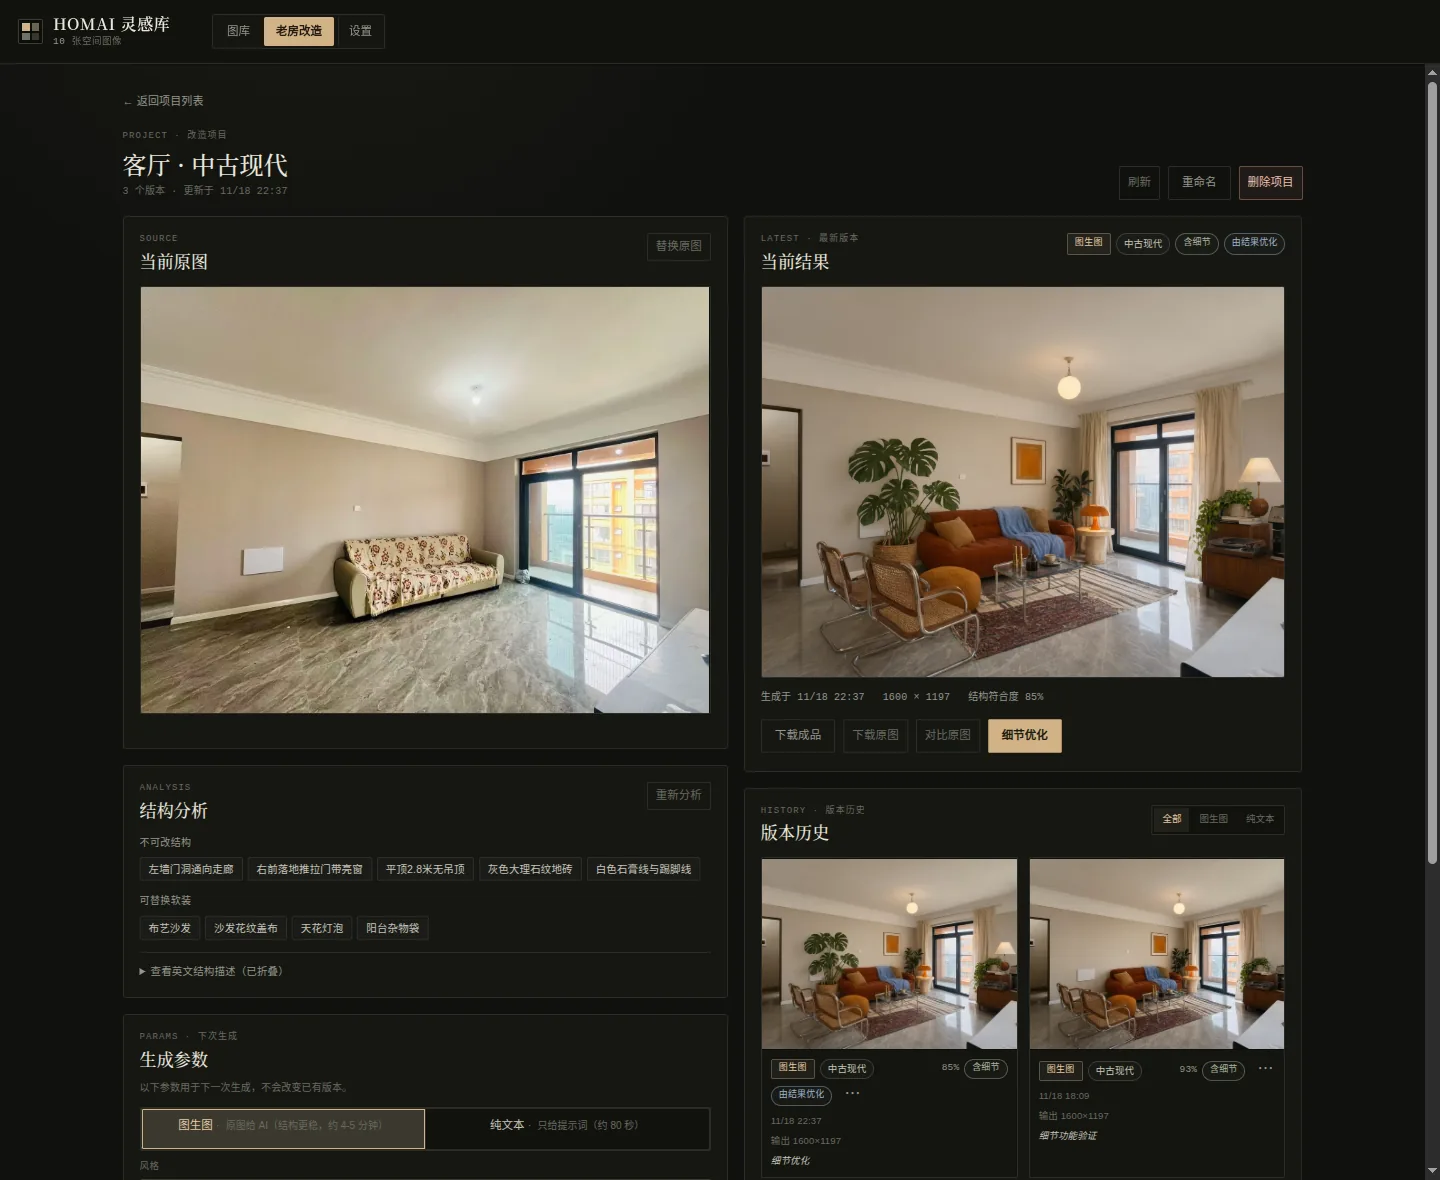 HOMAI 灵感库
10 张空间图像
图库
老房改造
设置
← 返回项目列表
PROJECT · 改造项目
客厅 · 中古现代
3 个版本 · 更新于 11/18 22:37
刷新
重命名
删除项目
SOURCE
当前原图
替换原图
LATEST · 最新版本
当前结果
图生图
中古现代
含细节
由结果优化
生成于 11/18 22:37 1600 × 1197 结构符合度 85%
下载成品
下载原图
对比原图
细节优化
ANALYSIS
结构分析
重新分析
不可改结构
左墙门洞通向走廊
右前落地推拉门带亮窗
平顶2.8米无吊顶
灰色大理石纹地砖
白色石膏线与踢脚线
可替换软装
布艺沙发
沙发花纹盖布
天花灯泡
阳台杂物袋
▶ 查看英文结构描述（已折叠）
PARAMS · 下次生成
生成参数
以下参数用于下一次生成，不会改变已有版本。
图生图 · 原图给 AI（结构更稳，约 4-5 分钟）
纯文本 · 只给提示词（约 80 秒）
风格
HISTORY · 版本历史
版本历史
全部
图生图
纯文本
图生图
中古现代
85%
含细节
由结果优化
···
11/18 22:37
输出 1600×1197
细节优化
图生图
中古现代
93%
含细节
···
11/18 18:09
输出 1600×1197
细节功能验证